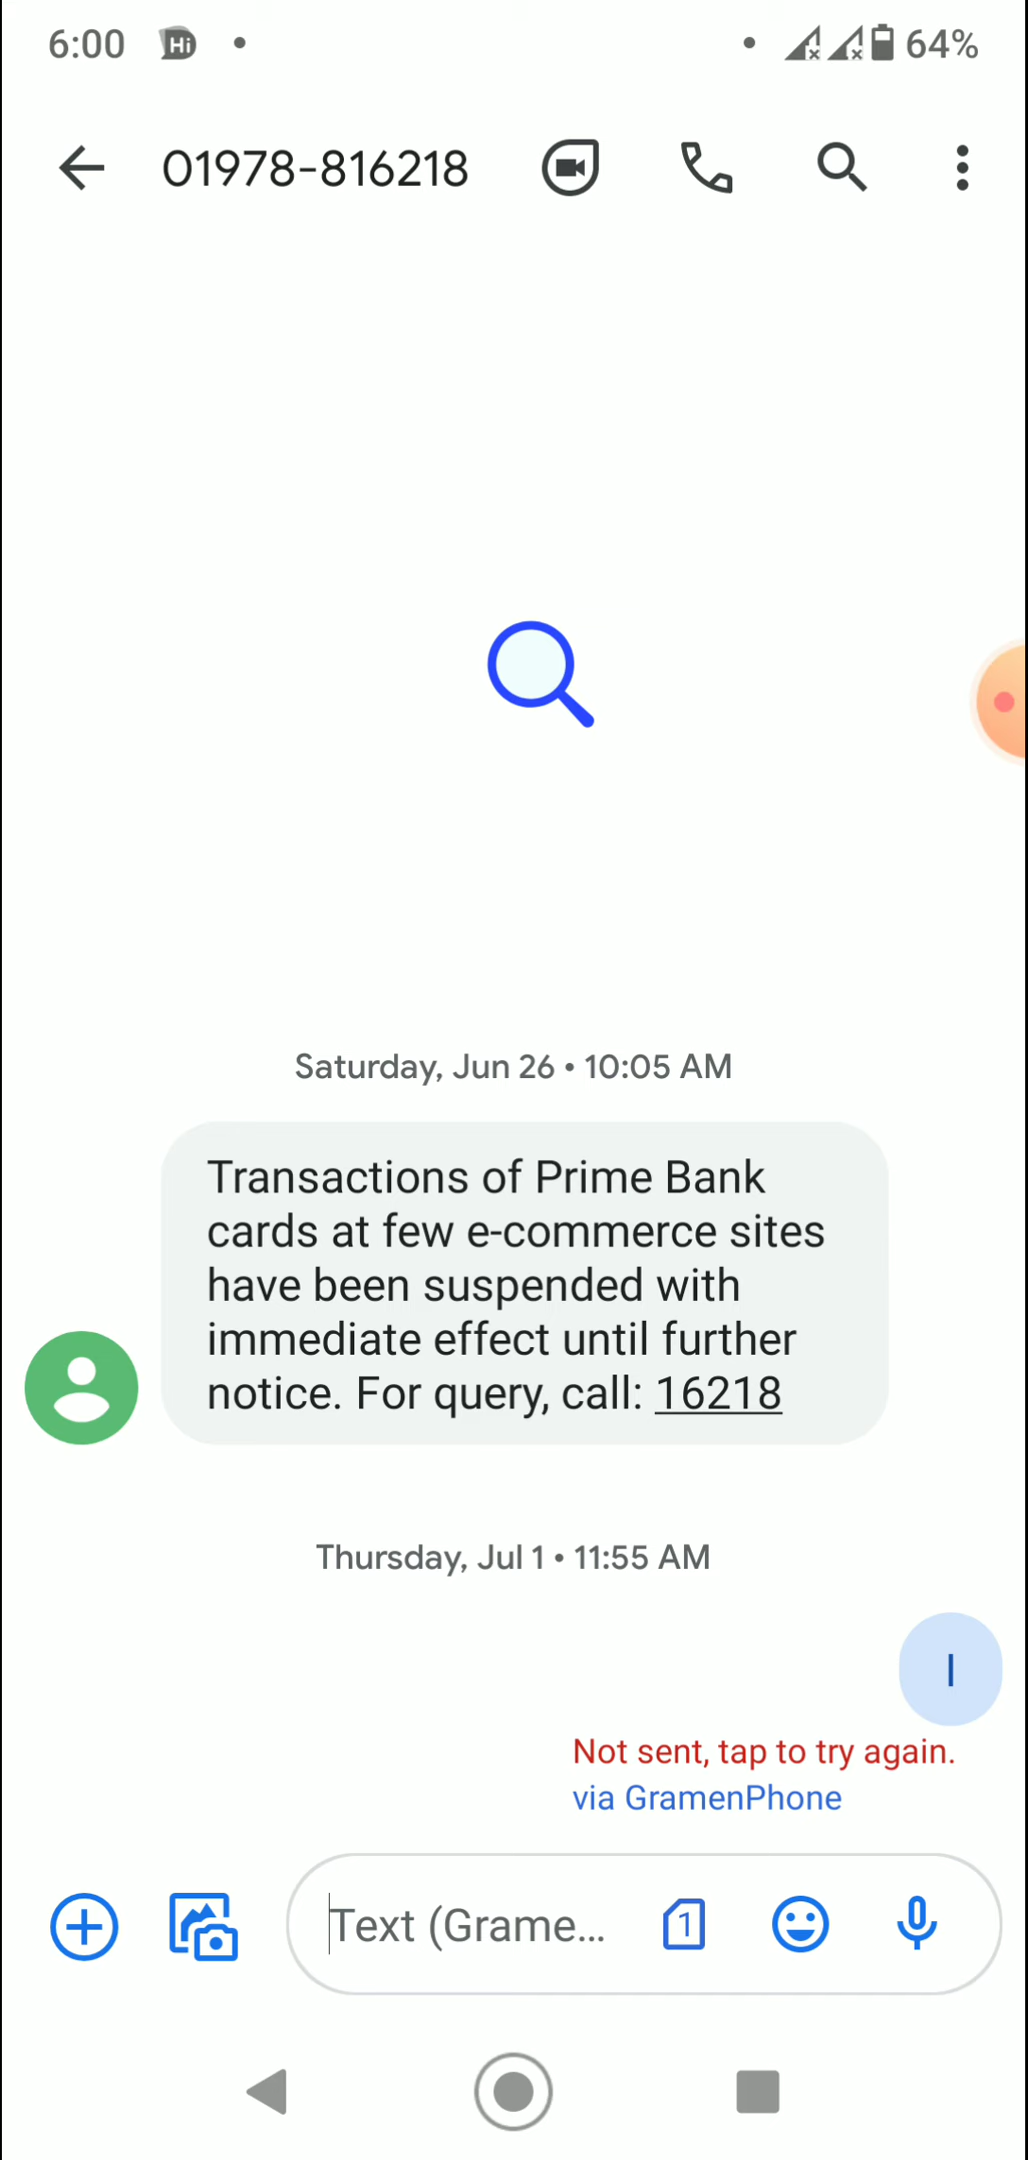 6:00 Hi 64%
01978-816218
Saturday, Jun 26 • 10:05 AM
Transactions of Prime Bank
cards at few e-commerce sites
have been suspended with
immediate effect until further
notice. For query, call: 16218
Thursday, Jul 1 • 11:55 AM
I
Not sent, tap to try again.
via GramenPhone
Text (Grame... 1